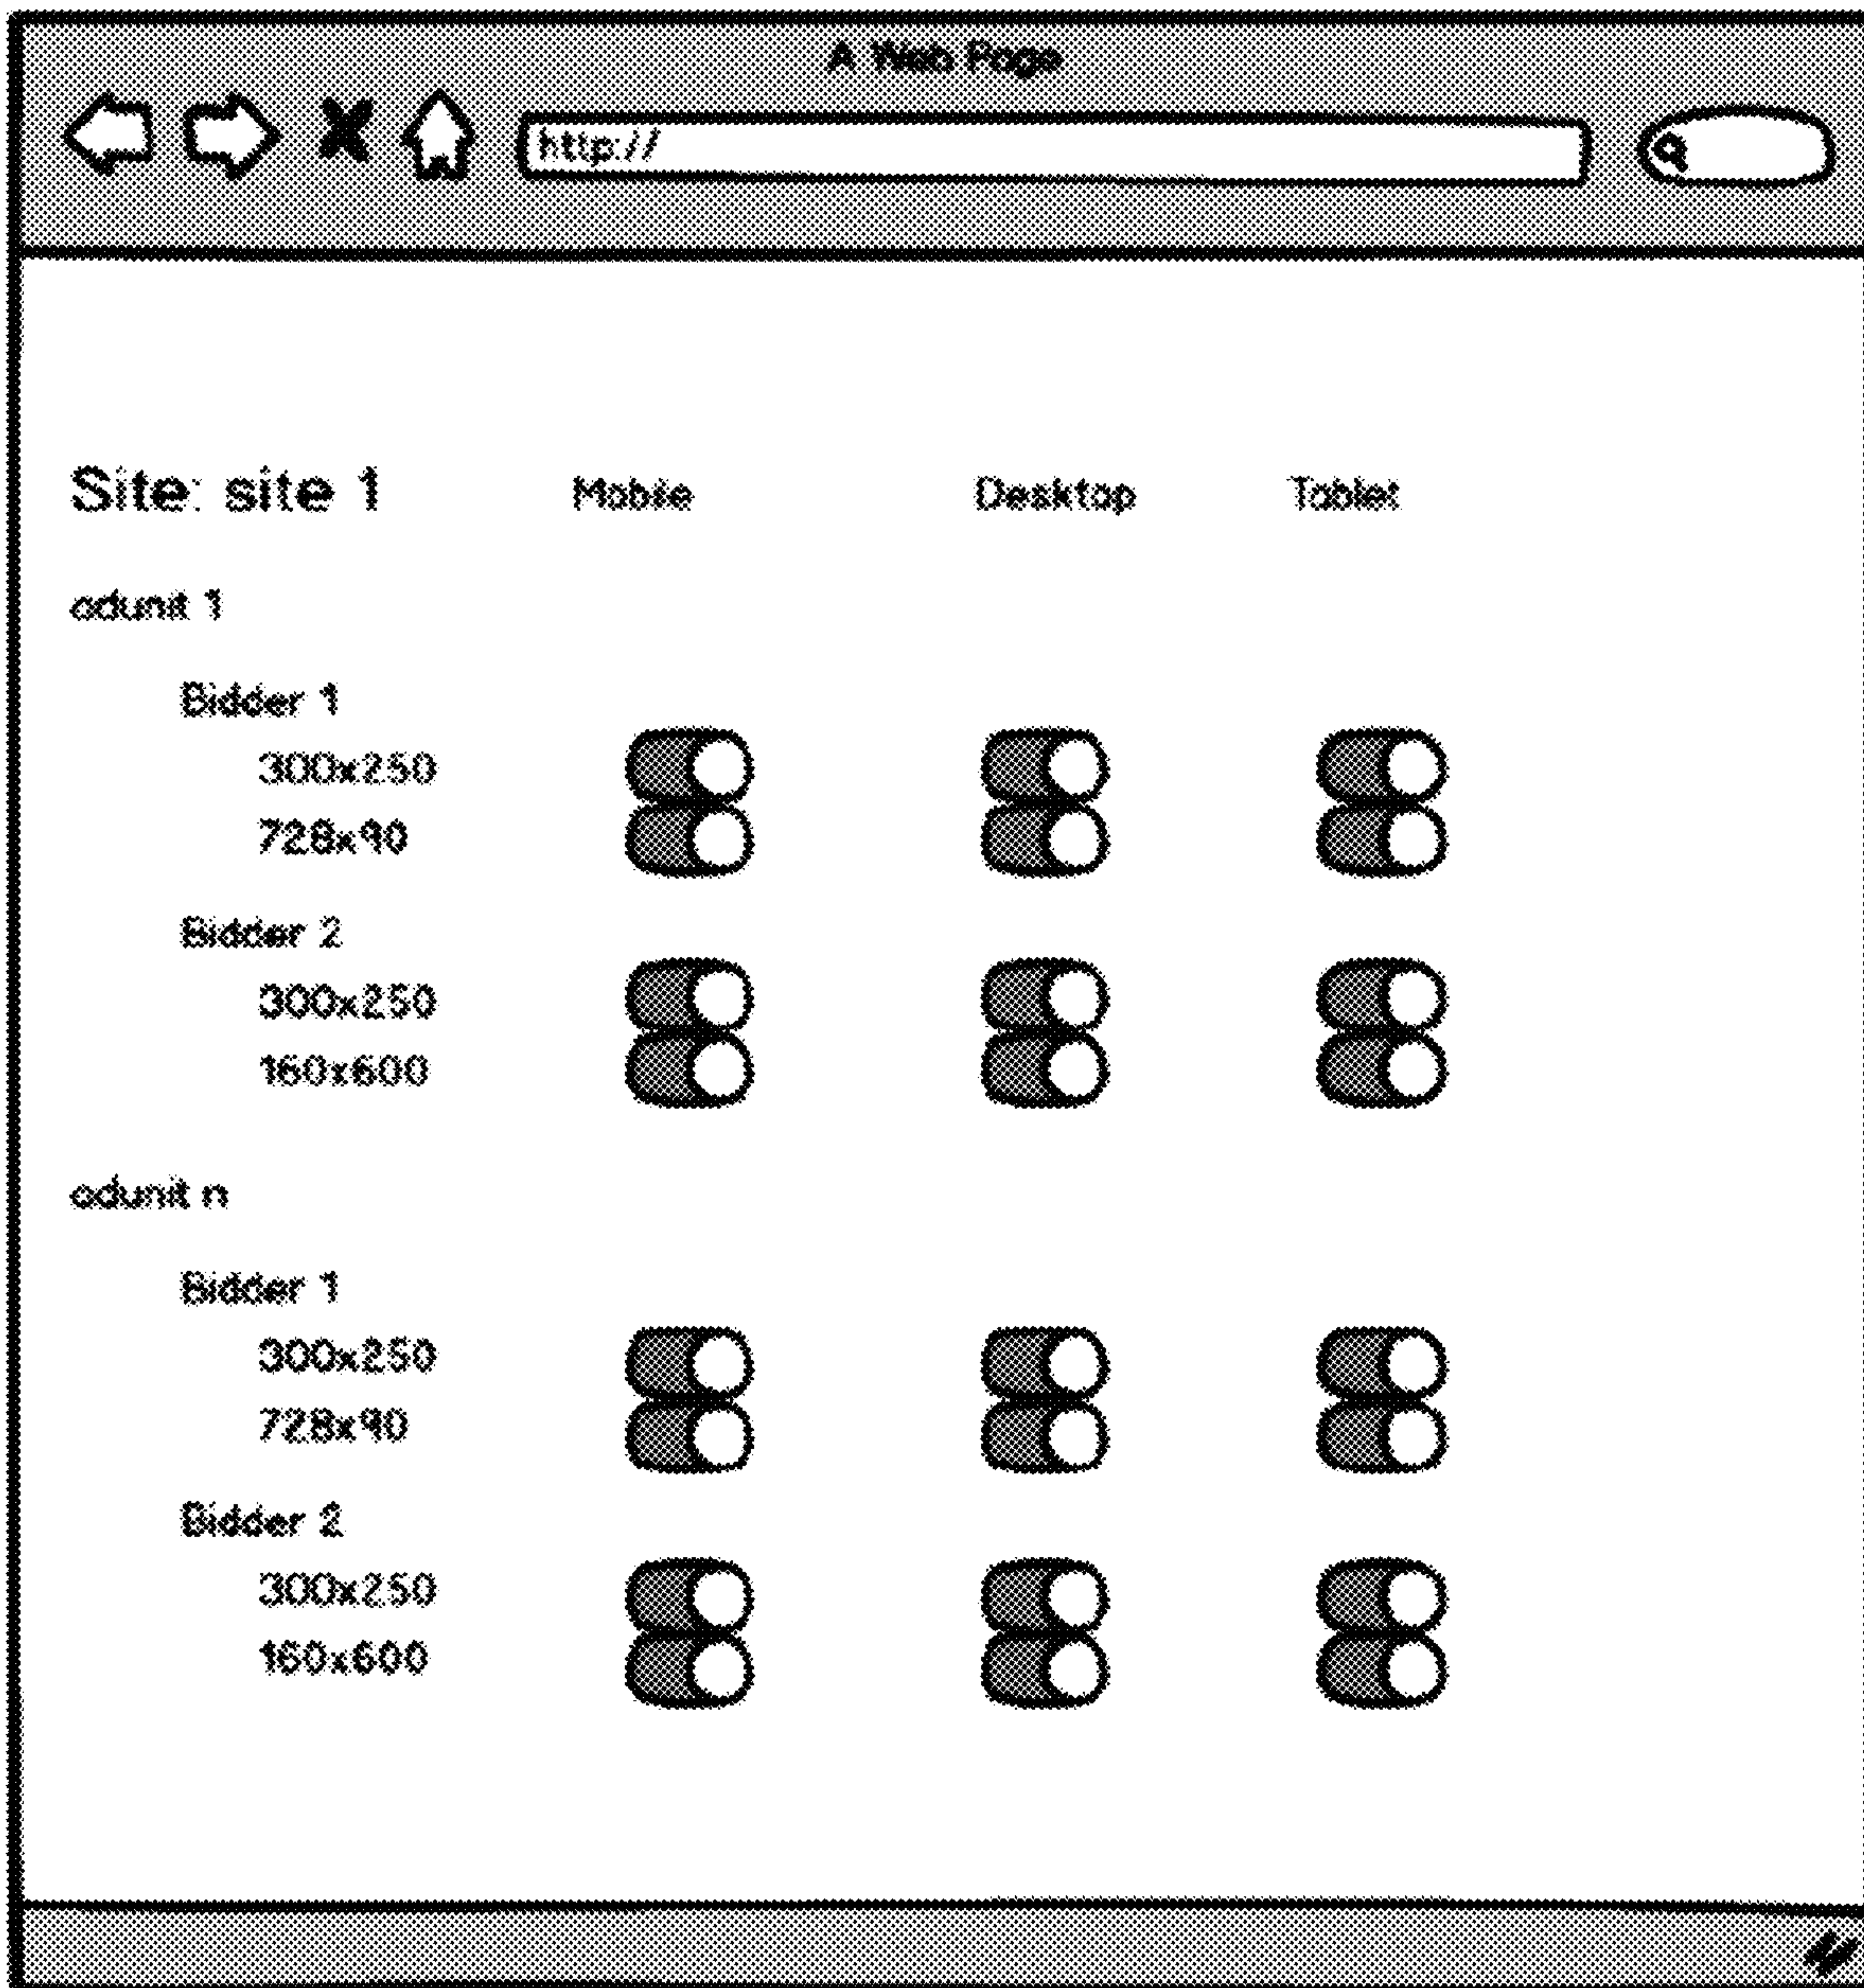 A Web Page
http://
Site: site 1 Mobile Desktop Tablet
adunit 1
Bidder 1
300x250
728x90
Bidder 2
300x250
160x600
adunit n
Bidder 1
300x250
728x90
Bidder 2
300x250
160x600